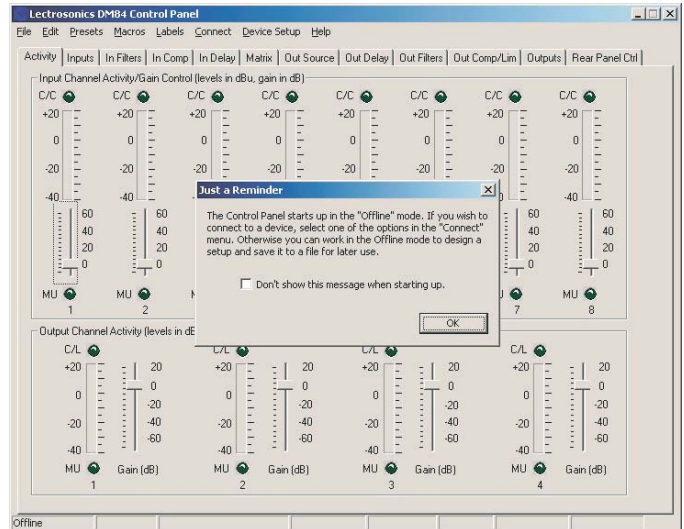 Lectrosonics DM84 Control Panel
File Edit Presets Macros Labels Connect Device Setup Help
Activity Inputs In Filters In Comp In Delay Matrix Out Source Out Delay Out Filters Out Comp/Lim Outputs Rear Panel Ctrl
Input Channel Activity/Gain Control (levels in dBu, gain in dB)
C/C C/C C/C C/C C/C C/C C/C C/C
+20 +20 +20 +20 +20 +20 +20 +20
0 0 0 0 0 0 0 0
-20 -20 -20 -20 -20 -20 -20 -20
-40 -40
60 60 60 60
40 40 40 40
20 20 20 20
0 0 0 0
MU MU MU
1 2 7 8
Just a Reminder
The Control Panel starts up in the "Offline" mode. If you wish to
connect to a device, select one of the options in the "Connect"
menu. Otherwise you can work in the Offline mode to design a
setup and save it to a file for later use.
Don't show this message when starting up.
OK
Output Channel Activity (levels in
C/L C/L C/L C/L
+20 20 +20 20 +20 20 +20 20
0 0 0 0 0 0 0 0
-20 -20 -20 -20
-20 -40 -20 -40 -20 -40 -20 -40
-60 -60 -60 -60
-40 -40 -40 -40
MU Gain (dB) MU Gain (dB) MU Gain (dB) MU Gain (dB)
1 2 3 4
Offline